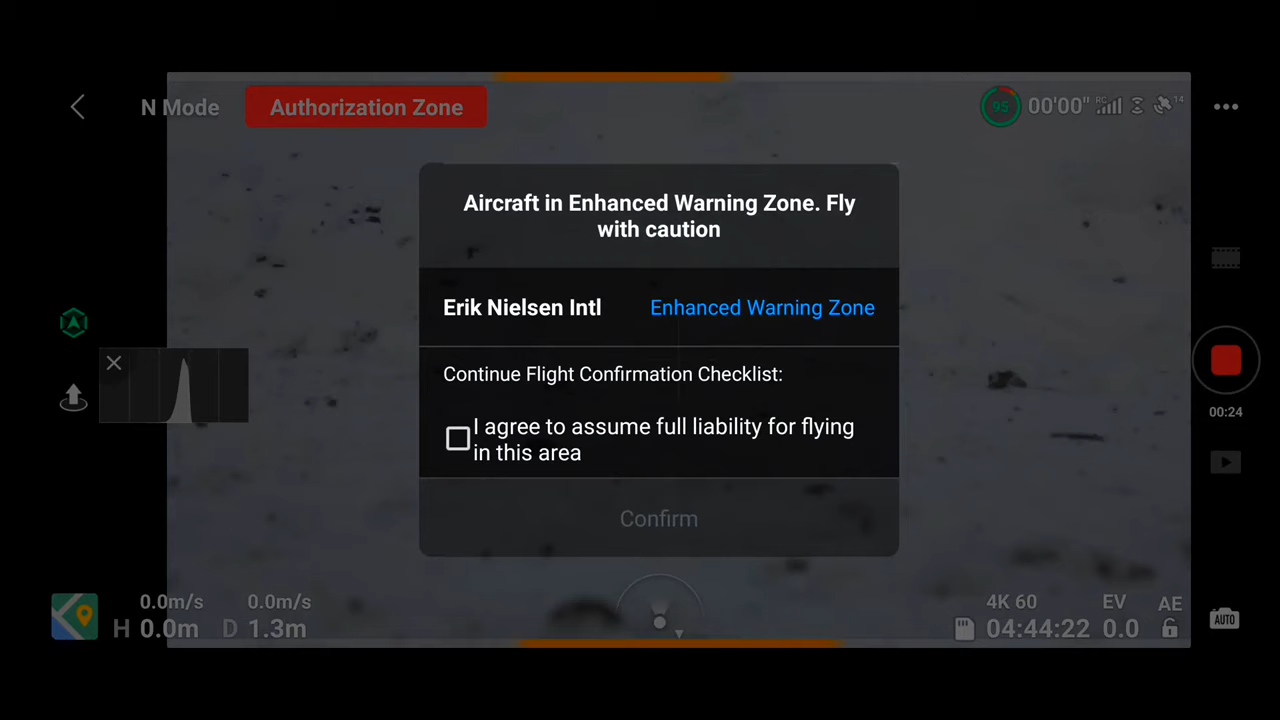 N Mode
Authorization Zone
95
00'00"
RC
14
Aircraft in Enhanced Warning Zone. Fly
with caution
Erik Nielsen Intl
Enhanced Warning Zone
Continue Flight Confirmation Checklist:
I agree to assume full liability for flying
in this area
Confirm
00:24
0.0m/s
0.0m/s
H 0.0m
D 1.3m
4K 60
EV
AE
04:44:22
0.0
AUTO